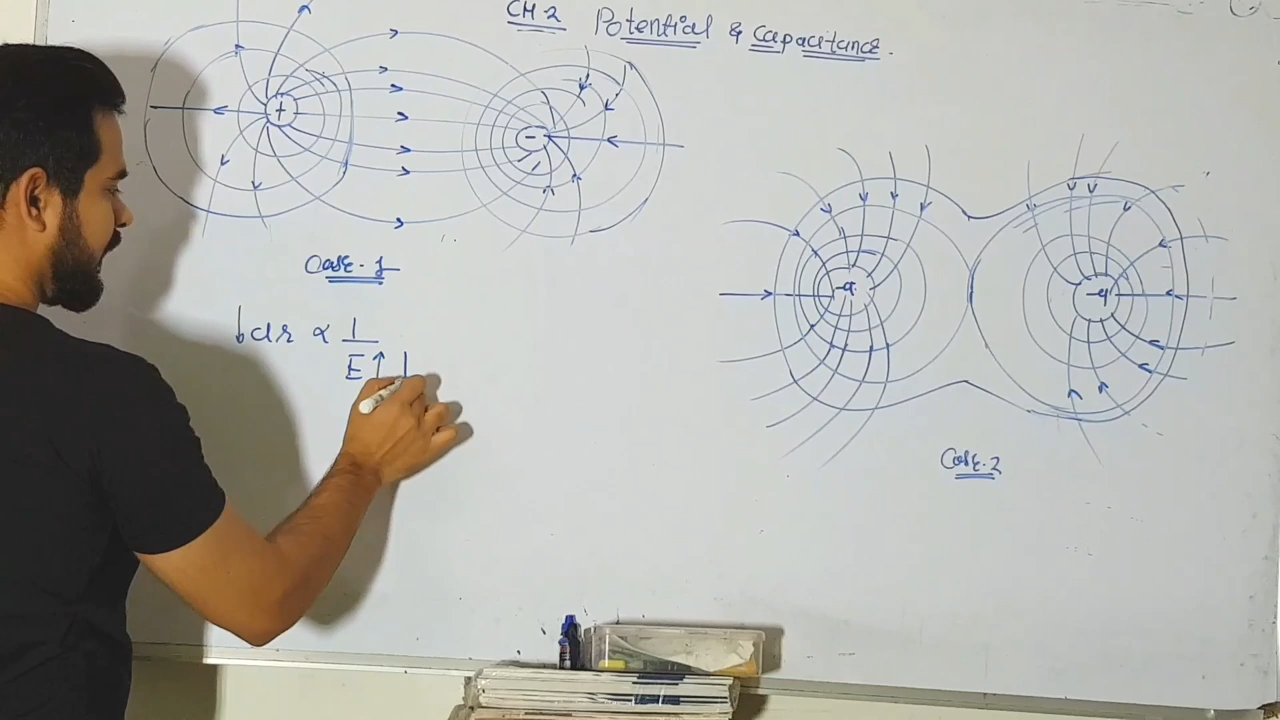 CH-2 Potential & Capacitance.
+
-
-q
-q
Case-1
↓dr ∝ 1/E↑
Case-2